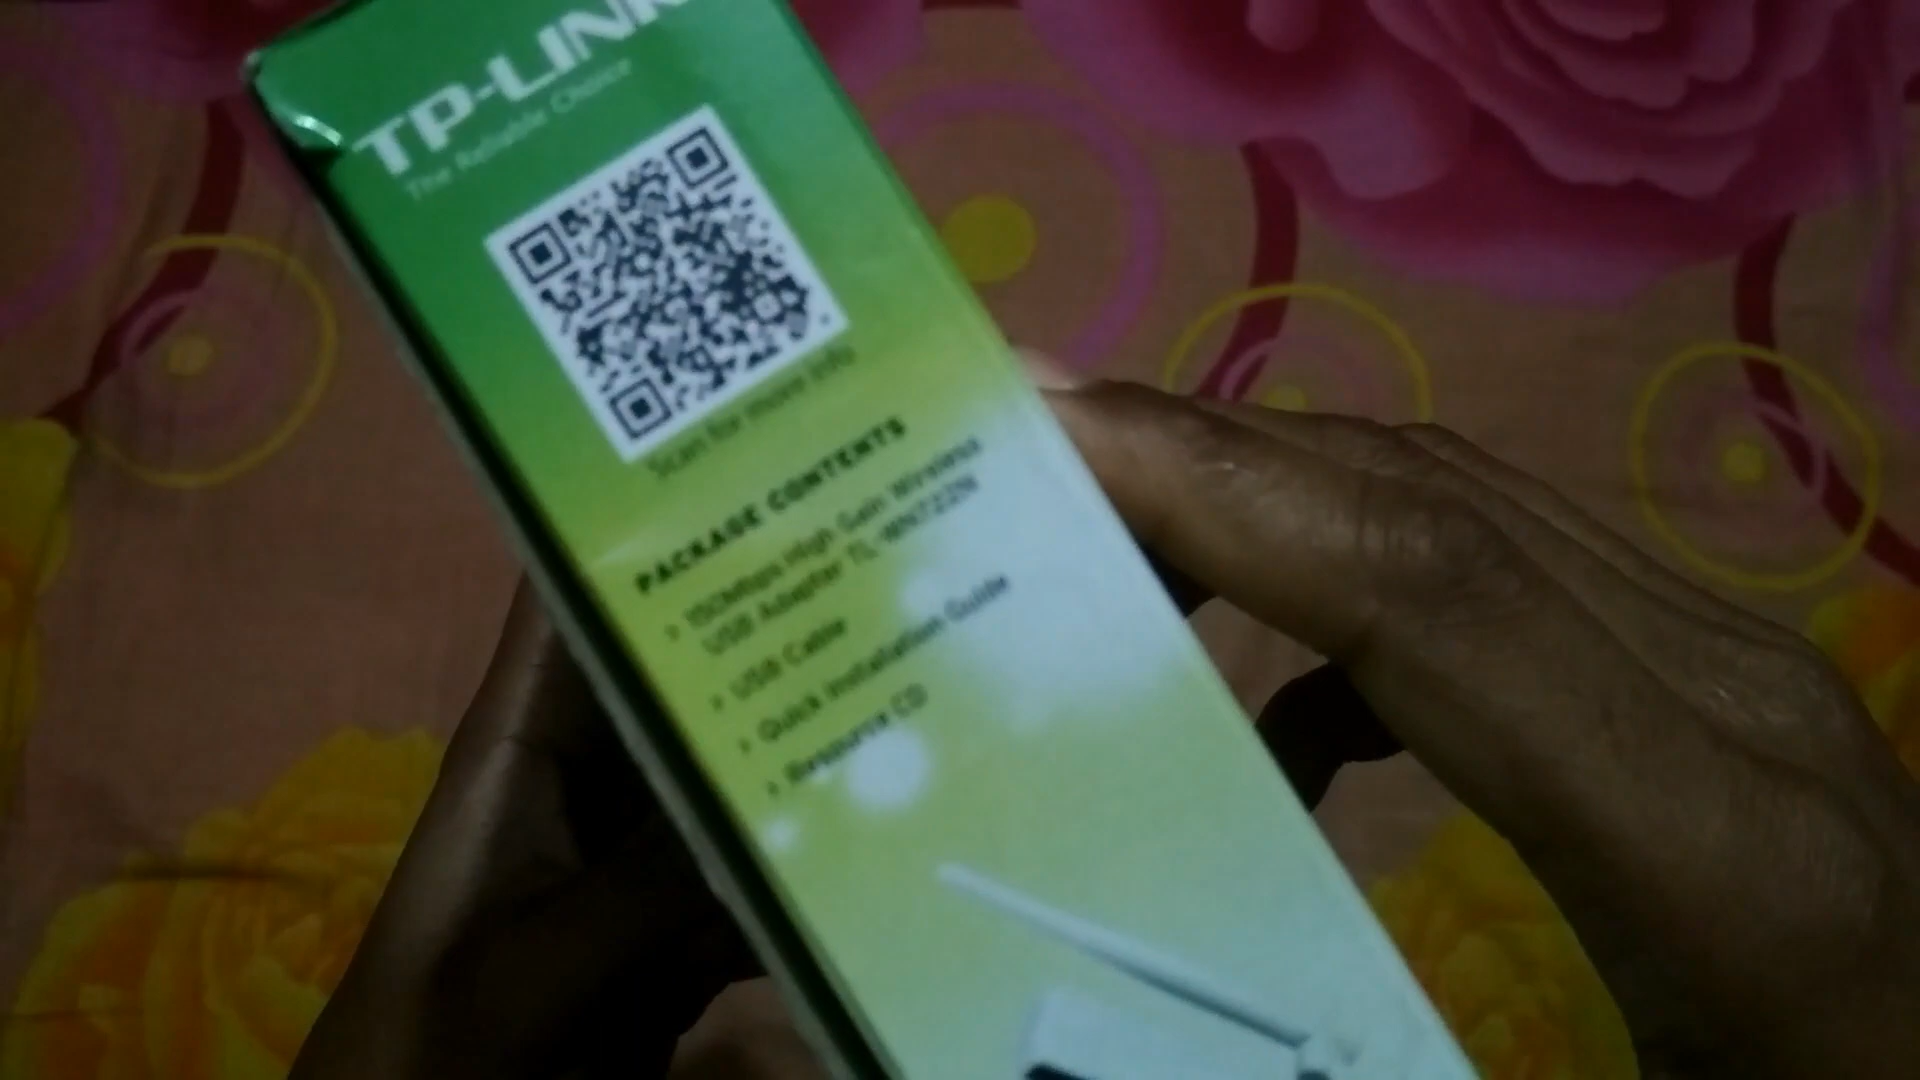 TP-LINK
The Reliable Choice
Scan for more info
PACKAGE CONTENTS
› 150Mbps High Gain Wireless
USB Adapter TL-WN722N
› USB Cable
› Quick Installation Guide
› Resource CD